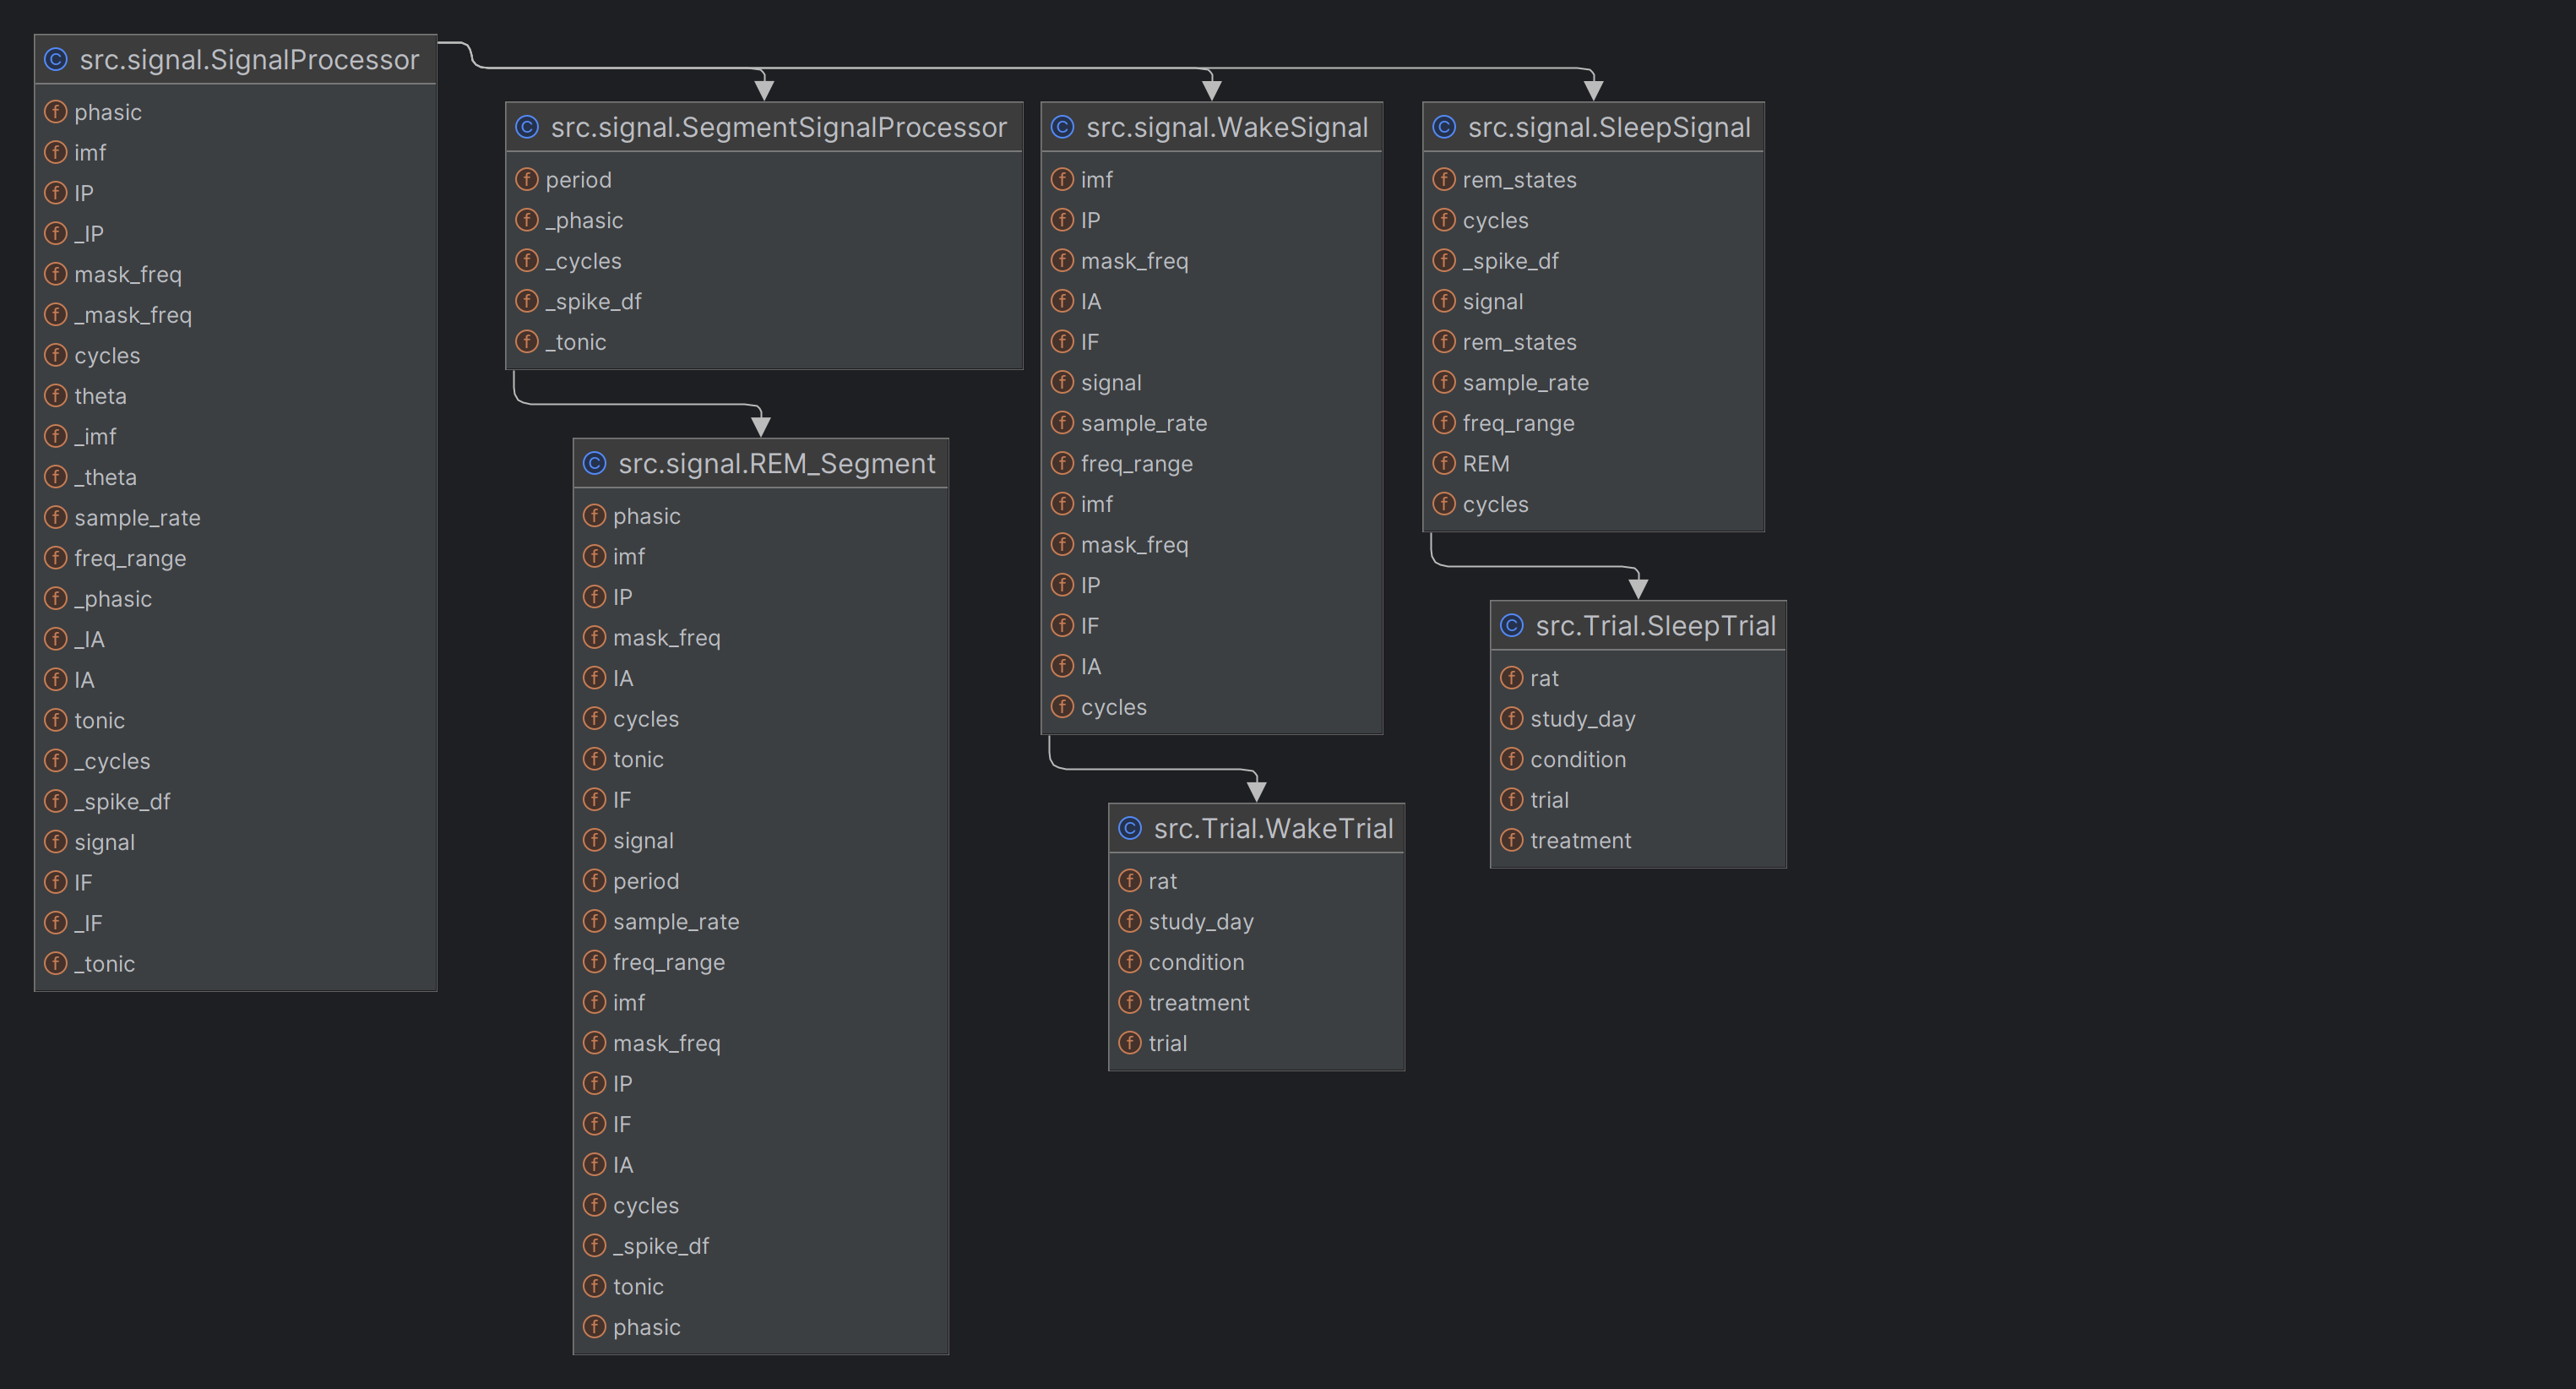 src.signal.SignalProcessor
phasic
imf
IP
_IP
mask_freq
_mask_freq
cycles
theta
_imf
_theta
sample_rate
freq_range
_phasic
_IA
IA
tonic
_cycles
_spike_df
signal
IF
_IF
_tonic
src.signal.SegmentSignalProcessor
period
_phasic
_cycles
_spike_df
_tonic
src.signal.REM_Segment
phasic
imf
IP
mask_freq
IA
cycles
tonic
IF
signal
period
sample_rate
freq_range
imf
mask_freq
IP
IF
IA
cycles
_spike_df
tonic
phasic
src.signal.WakeSignal
imf
IP
mask_freq
IA
IF
signal
sample_rate
freq_range
imf
mask_freq
IP
IF
IA
cycles
src.Trial.WakeTrial
rat
study_day
condition
treatment
trial
src.signal.SleepSignal
rem_states
cycles
_spike_df
signal
rem_states
sample_rate
freq_range
REM
cycles
src.Trial.SleepTrial
rat
study_day
condition
trial
treatment